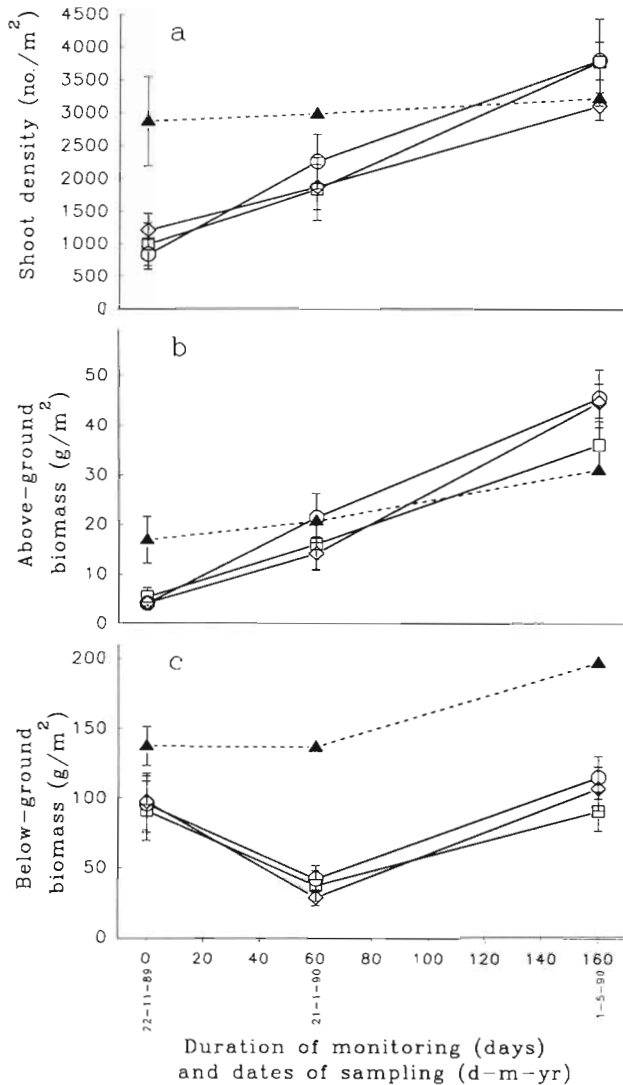 a
Shoot density (no./m²)
4500
4000
3500
3000
2500
2000
1500
1000
500
0
b
Above-ground
biomass (g/m²)
50
40
30
20
10
0
c
Below-ground
biomass (g/m²)
200
150
100
50
0
0 20 40 60 80 100 120 140 160
22-11-89
21-1-90
1-5-90
Duration of monitoring (days)
and dates of sampling (d-m-yr)